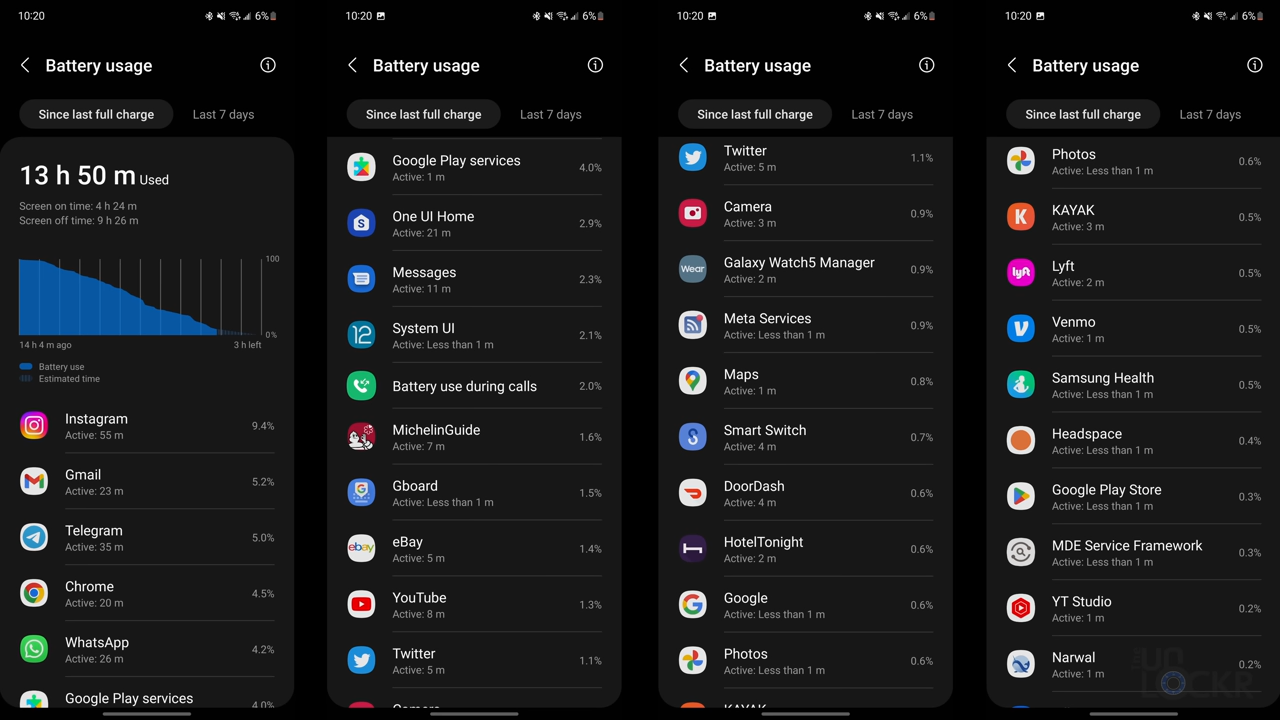 10:20
6%
Battery usage
Since last full charge
Last 7 days
13 h 50 m Used
Screen on time: 4 h 24 m
Screen off time: 9 h 26 m
100
0%
14 h 4 m ago
3 h left
Battery use
Estimated time
Instagram
9.4%
Active: 55 m
Gmail
5.2%
Active: 23 m
Telegram
5.0%
Active: 35 m
Chrome
4.5%
Active: 20 m
WhatsApp
4.2%
Active: 26 m
Google Play services
4.0%
10:20
6%
Battery usage
Since last full charge
Last 7 days
Google Play services
4.0%
Active: 1 m
One UI Home
2.9%
Active: 21 m
Messages
2.3%
Active: 11 m
12
System UI
2.1%
Active: Less than 1 m
Battery use during calls
2.0%
MichelinGuide
1.6%
Active: 7 m
Gboard
1.5%
Active: Less than 1 m
ebay
eBay
1.4%
Active: 5 m
YouTube
1.3%
Active: 8 m
Twitter
1.1%
Active: 5 m
Camera
10:20
6%
Battery usage
Since last full charge
Last 7 days
Twitter
1.1%
Active: 5 m
Camera
0.9%
Active: 3 m
Wear
Galaxy Watch5 Manager
0.9%
Active: 2 m
Meta Services
0.9%
Active: Less than 1 m
Maps
0.8%
Active: 1 m
Smart Switch
0.7%
Active: 4 m
DoorDash
0.6%
Active: 4 m
HotelTonight
0.6%
Active: 2 m
Google
0.6%
Active: Less than 1 m
Photos
0.6%
Active: Less than 1 m
KAYAK
10:20
6%
Battery usage
Since last full charge
Last 7 days
Photos
0.6%
Active: Less than 1 m
K
KAYAK
0.5%
Active: 3 m
lyft
Lyft
0.5%
Active: 2 m
Venmo
0.5%
Active: 1 m
Samsung Health
0.5%
Active: Less than 1 m
Headspace
0.4%
Active: Less than 1 m
Google Play Store
0.3%
Active: Less than 1 m
MDE Service Framework
0.3%
Active: Less than 1 m
YT Studio
0.2%
Active: 1 m
Narwal
0.2%
Active: 1 m
THE
UN
LOCKR